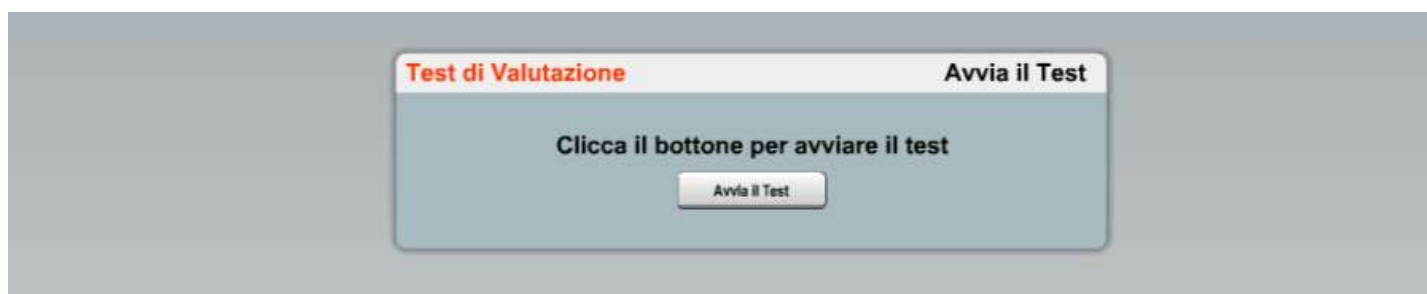 Test di Valutazione Avvia il Test
Clicca il bottone per avviare il test
Avvia il Test